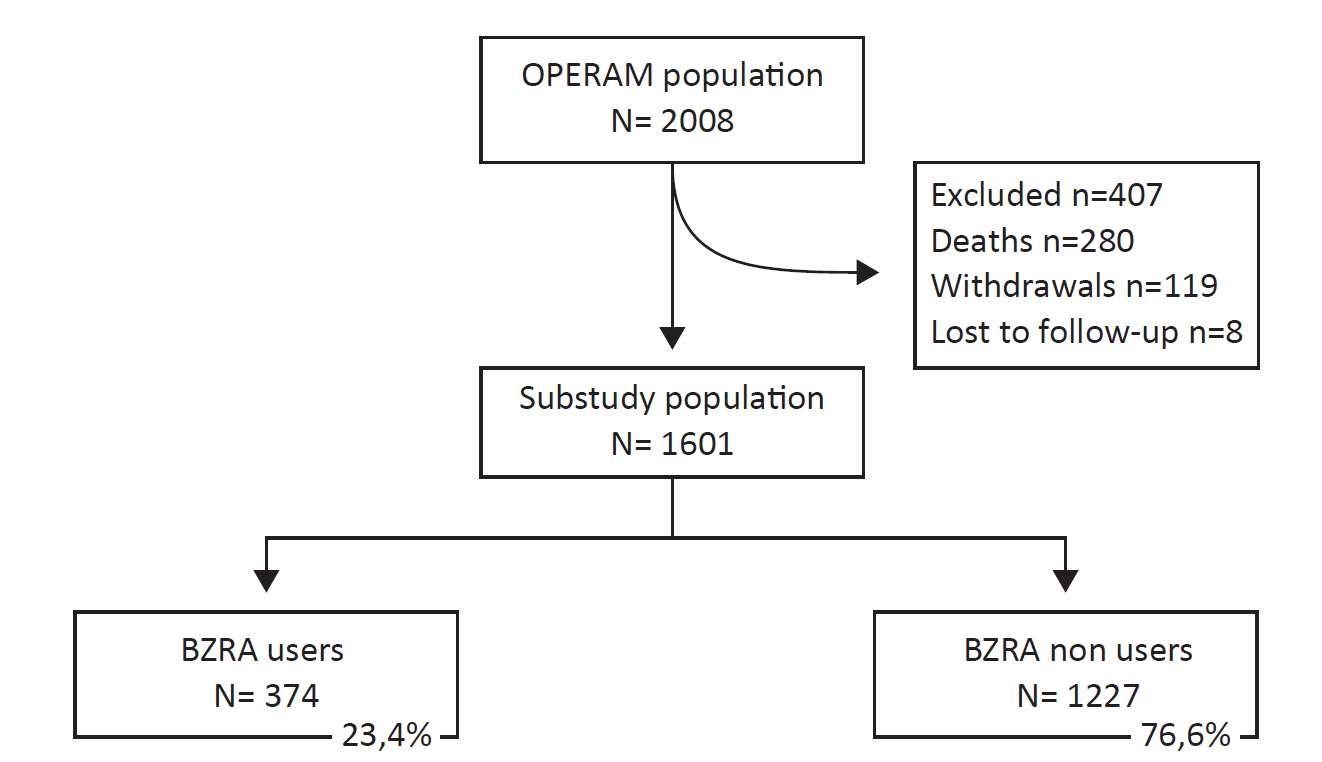 OPERAM population
N= 2008
Excluded n=407
Deaths n=280
Withdrawals n=119
Lost to follow-up n=8
Substudy population
N= 1601
BZRA users
N= 374
23,4%
BZRA non users
N= 1227
76,6%